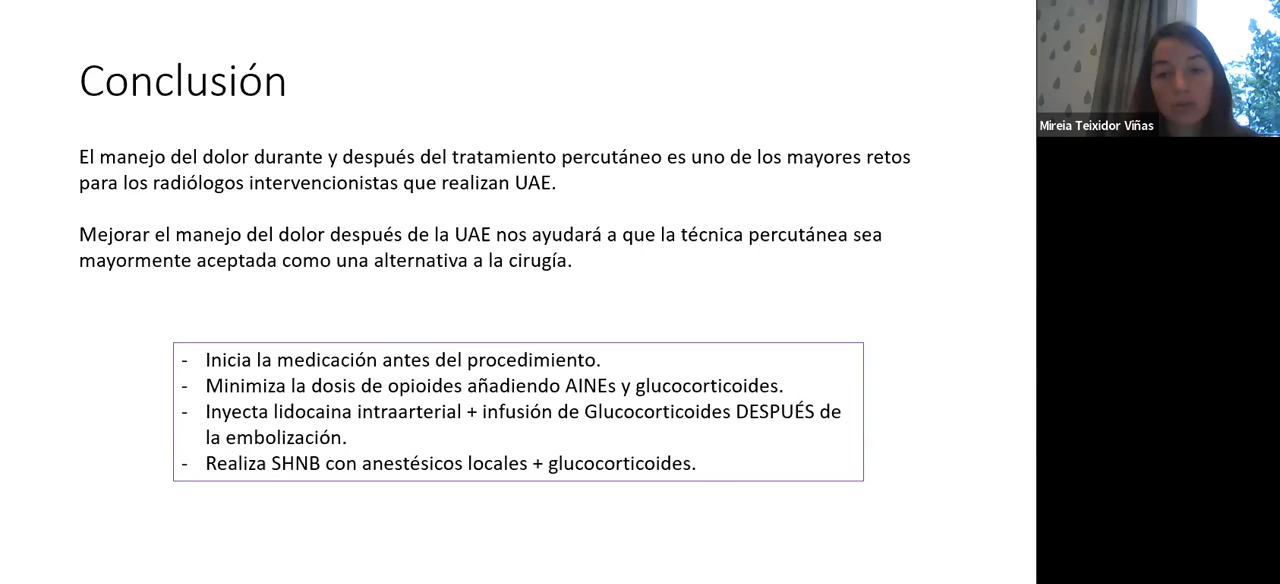 Conclusión
El manejo del dolor durante y después del tratamiento percutáneo es uno de los mayores retos
para los radiólogos intervencionistas que realizan UAE.
Mejorar el manejo del dolor después de la UAE nos ayudará a que la técnica percutánea sea
mayormente aceptada como una alternativa a la cirugía.
- Inicia la medicación antes del procedimiento.
- Minimiza la dosis de opioides añadiendo AINEs y glucocorticoides.
- Inyecta lidocaina intraarterial + infusión de Glucocorticoides DESPUÉS de
la embolización.
- Realiza SHNB con anestésicos locales + glucocorticoides.
Mireia Teixidor Viñas